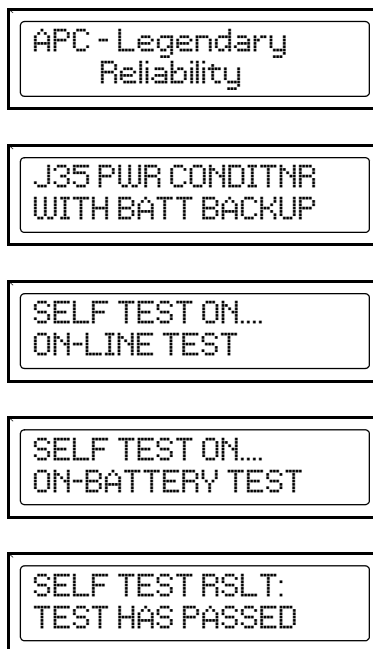 APC - Legendary
Reliability
J35 PWR CONDITNR
WITH BATT BACKUP
SELF TEST ON....
ON-LINE TEST
SELF TEST ON....
ON-BATTERY TEST
SELF TEST RSLT:
TEST HAS PASSED